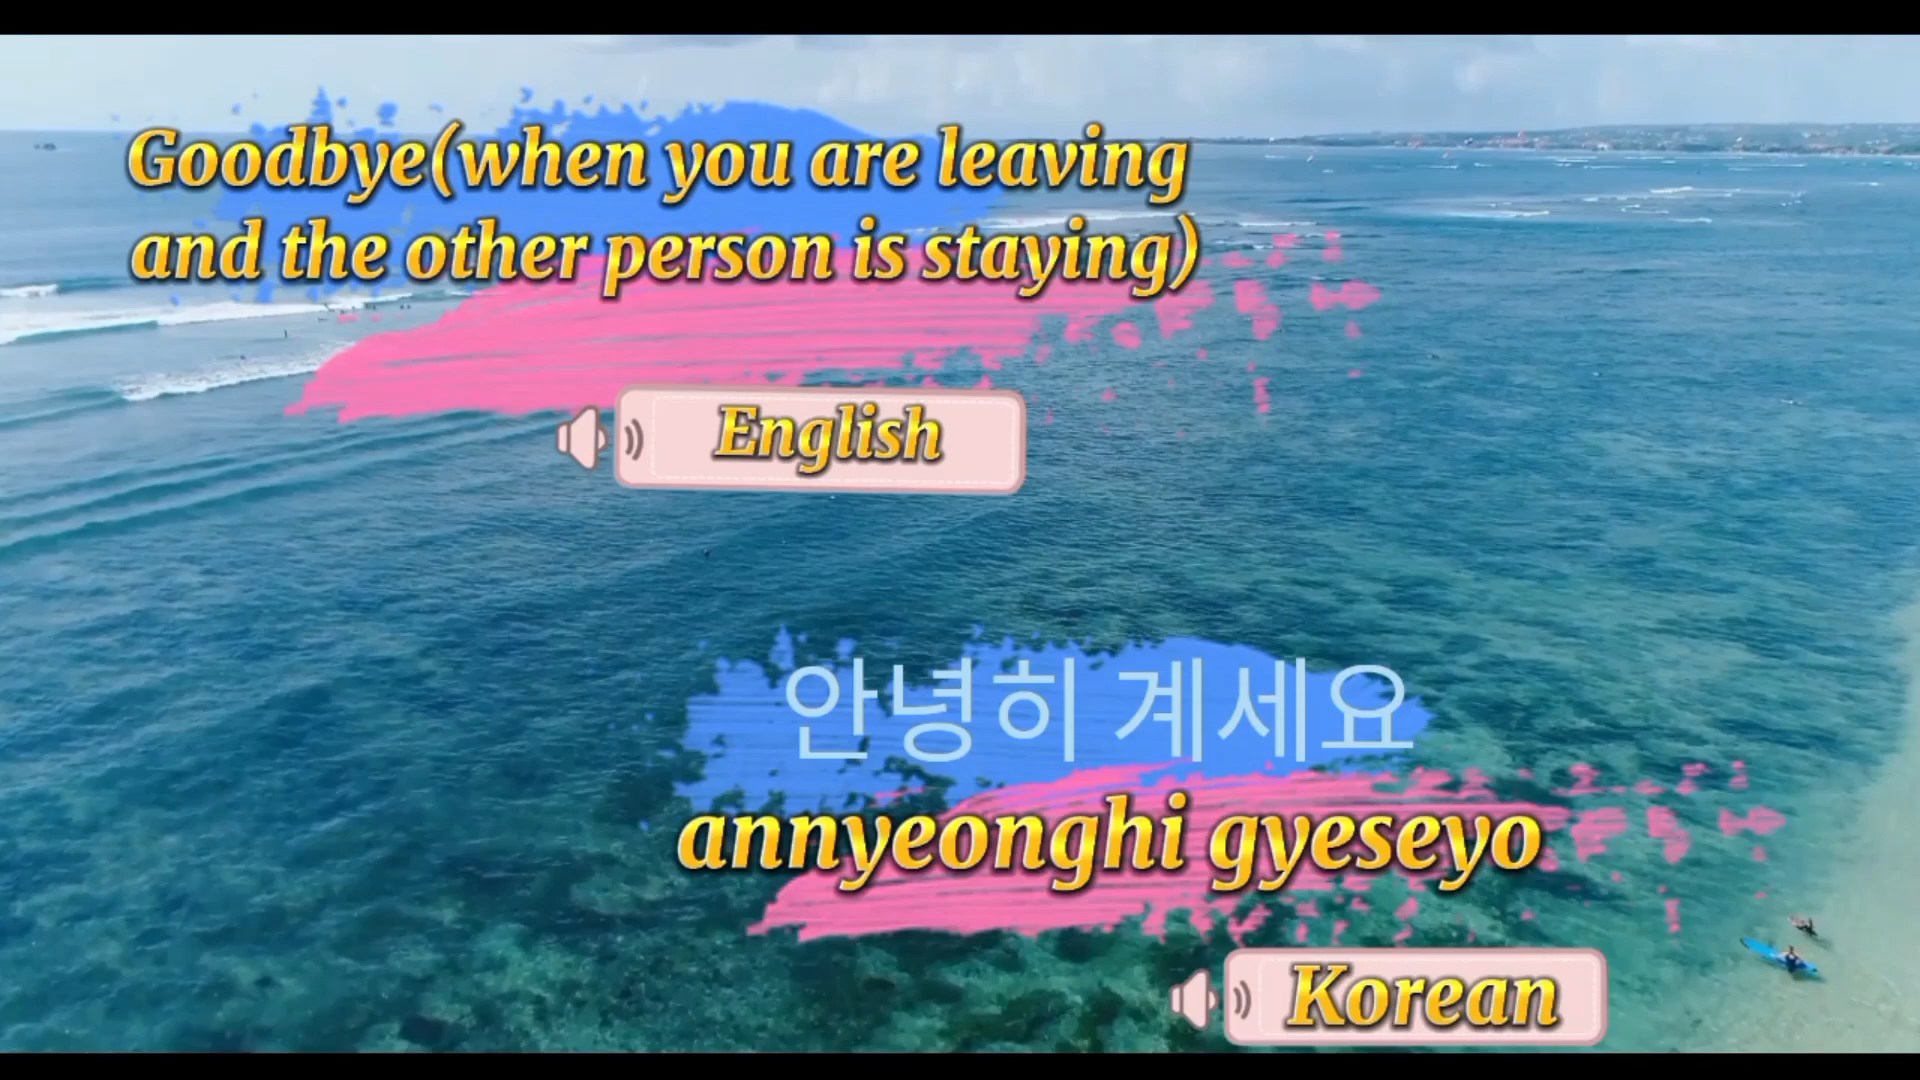 Goodbye(when you are leaving
and the other person is staying)
English
안녕히 계세요
annyeonghi gyeseyo
Korean